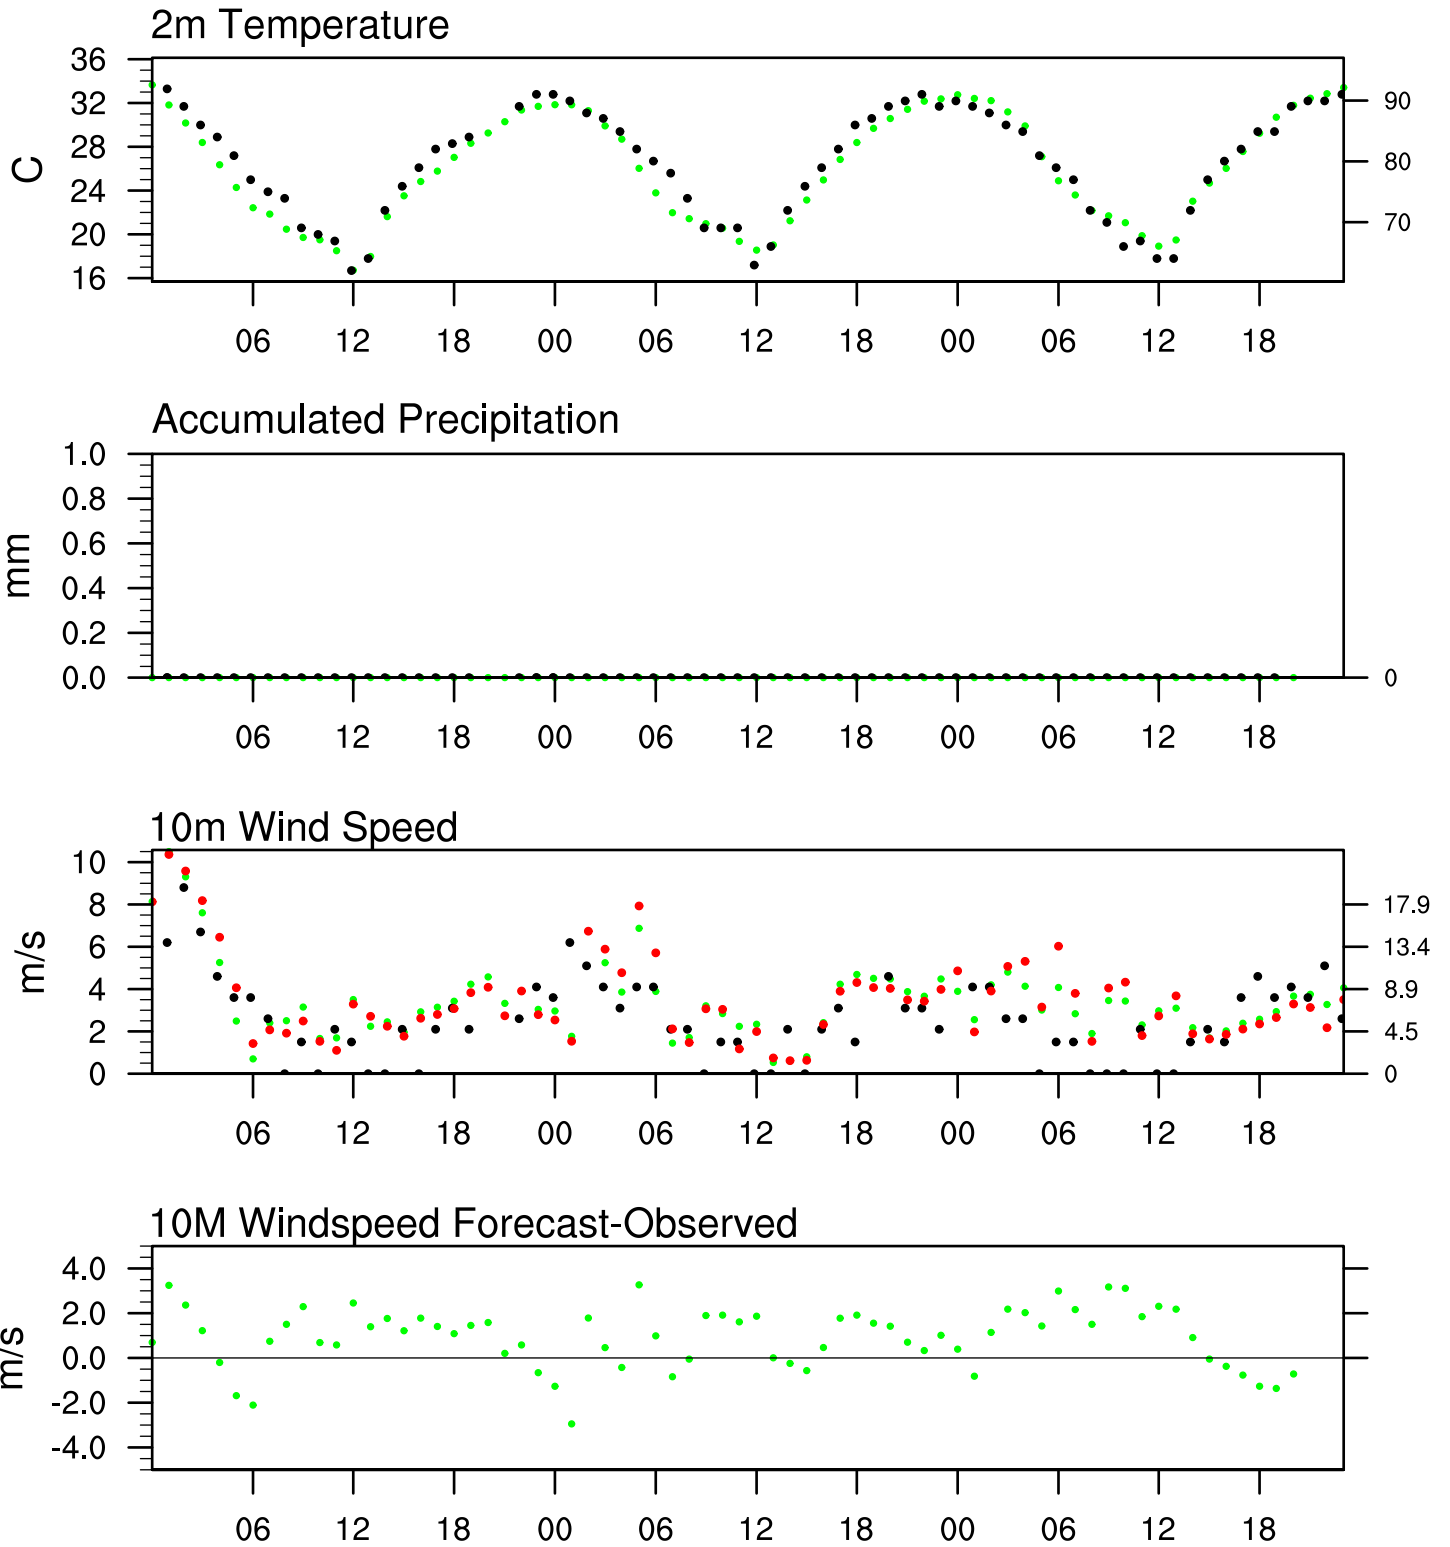 2m Temperature
36
32
28
24
20
16
C
90
80
70
06 12 18 00 06 12 18 00 06 12 18
Accumulated Precipitation
1.0
0.8
0.6
0.4
0.2
0.0
mm
0
06 12 18 00 06 12 18 00 06 12 18
10m Wind Speed
10
8
6
4
2
0
m/s
17.9
13.4
8.9
4.5
0
06 12 18 00 06 12 18 00 06 12 18
10M Windspeed Forecast-Observed
4.0
2.0
0.0
-2.0
-4.0
m/s
06 12 18 00 06 12 18 00 06 12 18